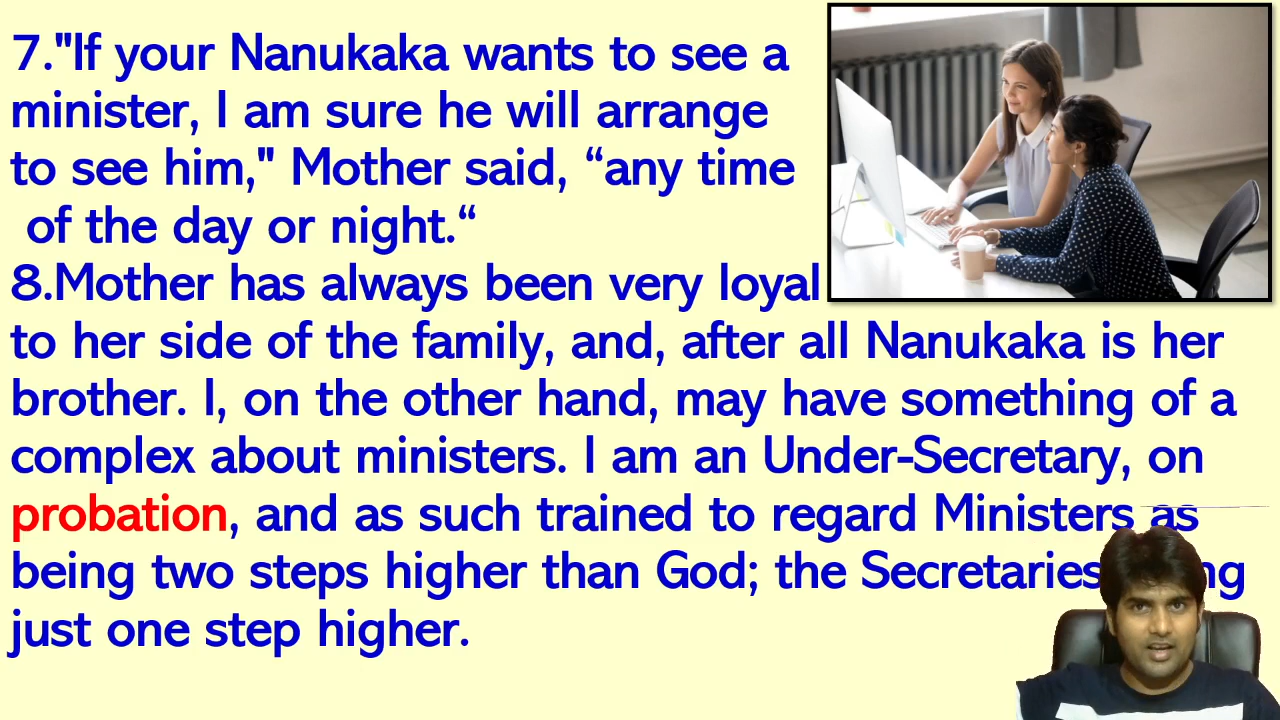 7."If your Nanukaka wants to see a
minister, I am sure he will arrange
to see him," Mother said, “any time
of the day or night.“
8.Mother has always been very loyal
to her side of the family, and, after all Nanukaka is her
brother. I, on the other hand, may have something of a
complex about ministers. I am an Under-Secretary, on
probation, and as such trained to regard Ministers as
being two steps higher than God; the Secretaries
just one step higher.